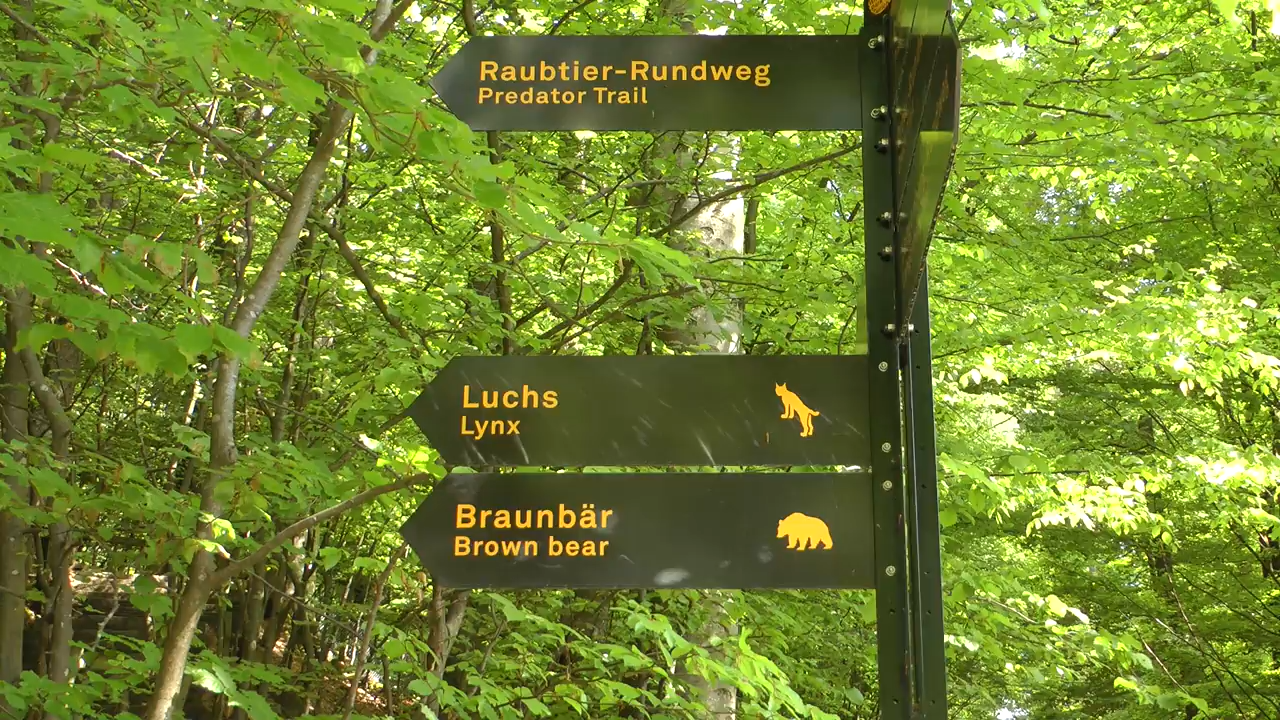 Raubtier-Rundweg
Predator Trail
Luchs
Lynx
Braunbär
Brown bear